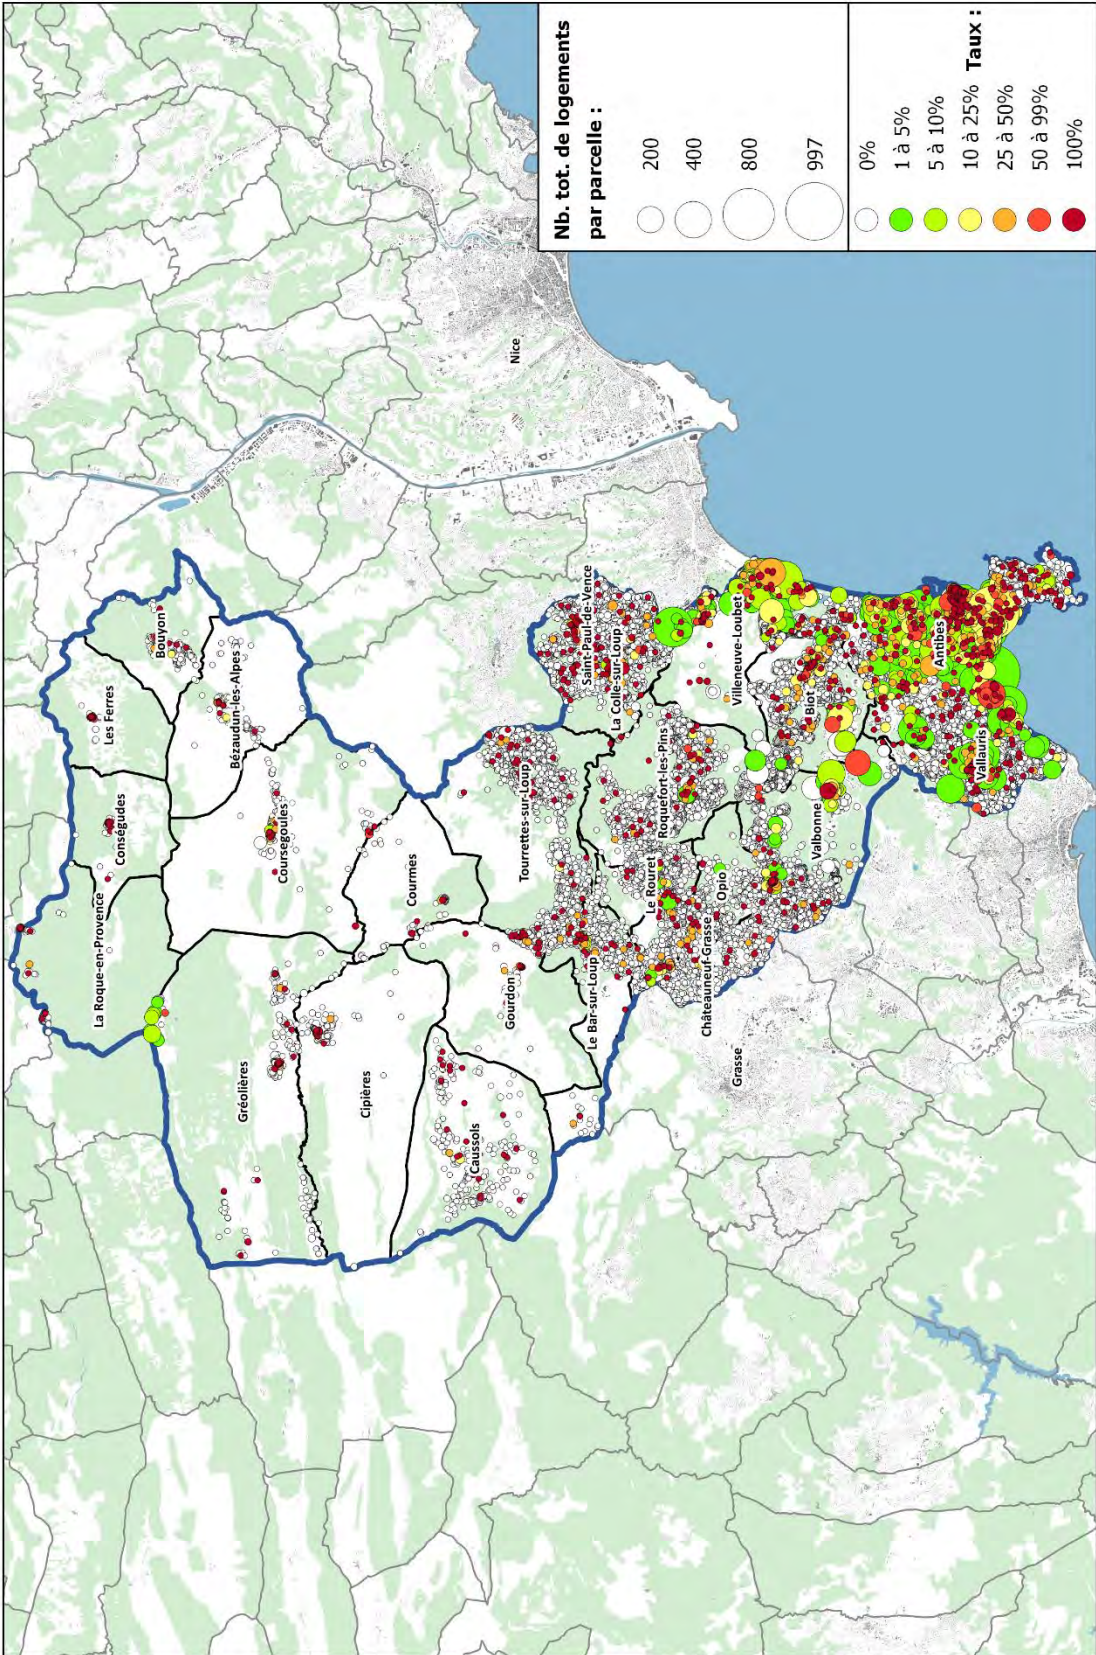 La Roque-en-Provence
Conségudes
Les Ferres
Bouyon
Bézaudun-les-Alpes
Gréolières
Coursegoules
Cipières
Courmes
Caussols
Gourdon
Tourrettes-sur-Loup
Saint-Paul-de-Vence
La Colle-sur-Loup
Le Bar-sur-Loup
Le Rouret
Roquefort-les-Pins
Châteauneuf-Grasse
Opio
Villeneuve-Loubet
Biot
Valbonne
Antibes
Vallauris
Grasse
Nice
Nb. tot. de logements
par parcelle :
200
400
800
997
Taux :
0%
1 à 5%
5 à 10%
10 à 25%
25 à 50%
50 à 99%
100%